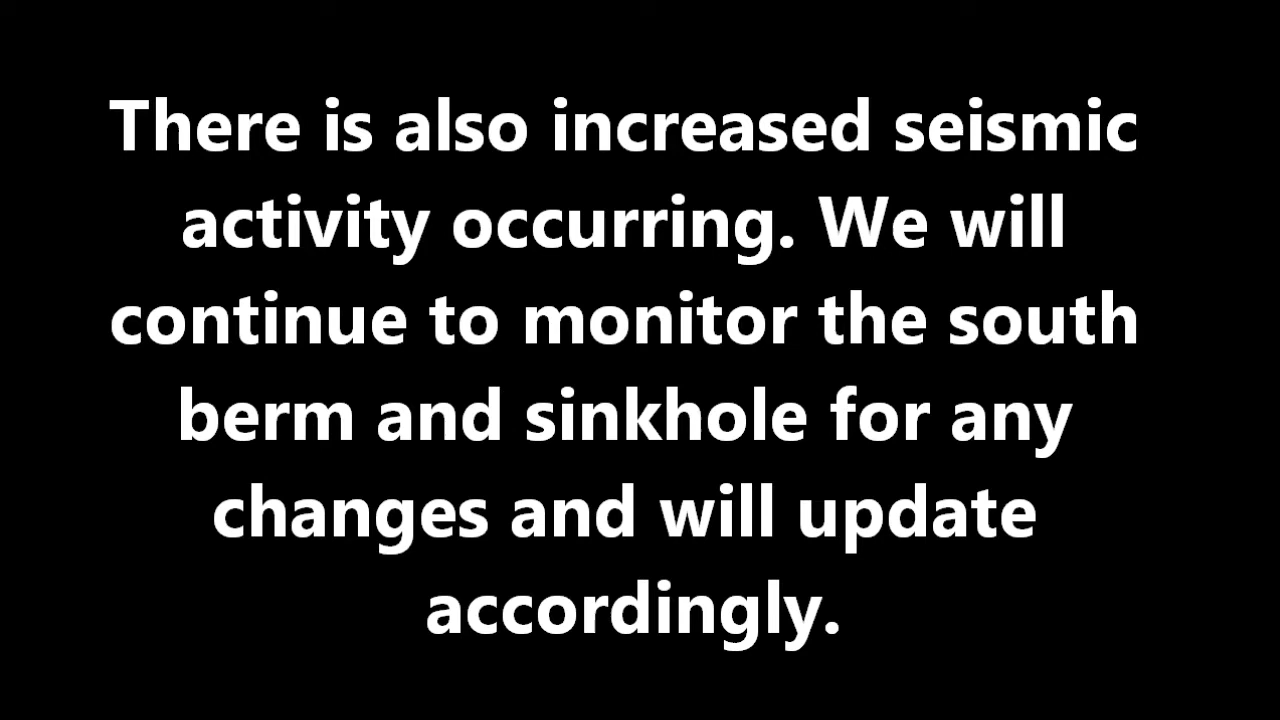 There is also increased seismic
activity occurring. We will
continue to monitor the south
berm and sinkhole for any
changes and will update
accordingly.